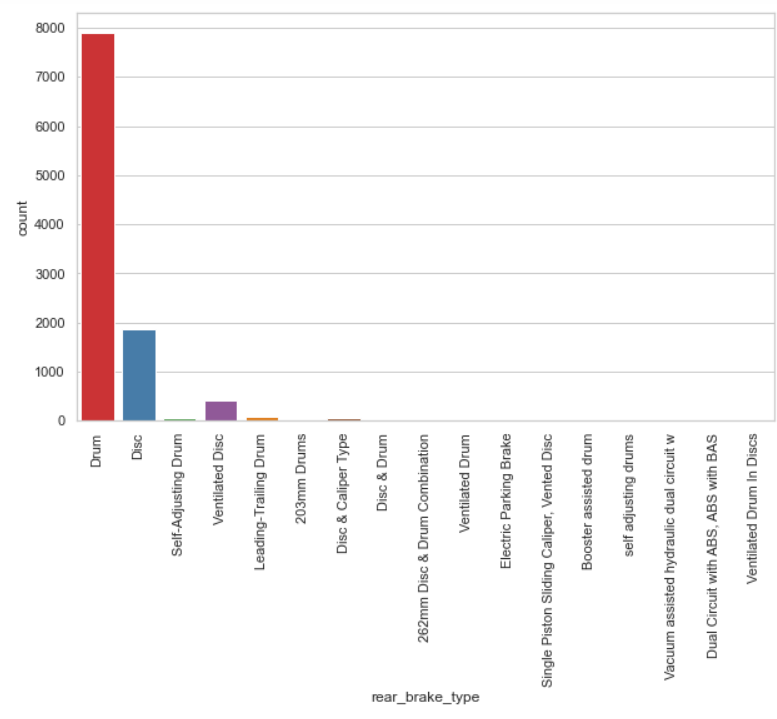 8000
7000
6000
5000
4000
3000
2000
1000
0
count
Drum
Disc
Self-Adjusting Drum
Ventilated Disc
Leading-Trailing Drum
203mm Drums
Disc & Caliper Type
Disc & Drum
262mm Disc & Drum Combination
Ventilated Drum
Electric Parking Brake
Single Piston Sliding Caliper, Vented Disc
Booster assisted drum
self adjusting drums
Vacuum assisted hydraulic dual circuit w
Dual Circuit with ABS, ABS with BAS
Ventilated Drum In Discs
rear_brake_type